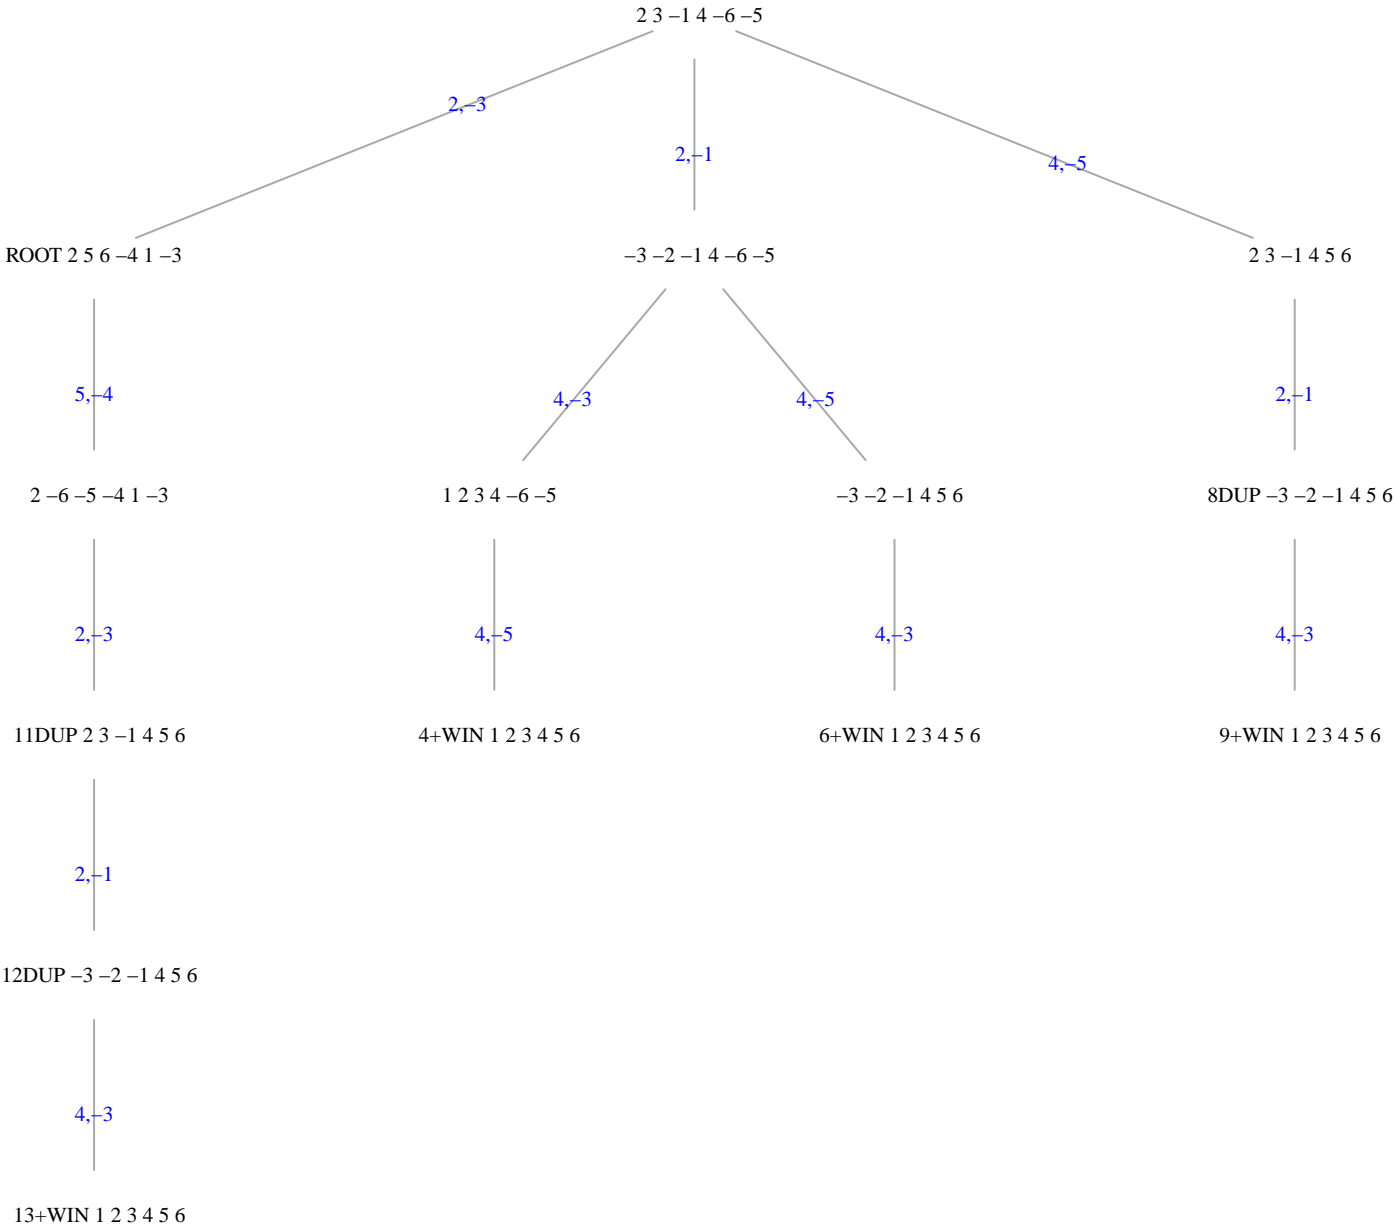 2 3 –1 4 –6 –5
2,–3
2,–1
4,–5
ROOT 2 5 6 –4 1 –3
–3 –2 –1 4 –6 –5
2 3 –1 4 5 6
5,–4
4,–3
4,–5
2,–1
2 –6 –5 –4 1 –3
1 2 3 4 –6 –5
–3 –2 –1 4 5 6
8DUP –3 –2 –1 4 5 6
2,–3
4,–5
4,–3
4,–3
11DUP 2 3 –1 4 5 6
4+WIN 1 2 3 4 5 6
6+WIN 1 2 3 4 5 6
9+WIN 1 2 3 4 5 6
2,–1
12DUP –3 –2 –1 4 5 6
4,–3
13+WIN 1 2 3 4 5 6